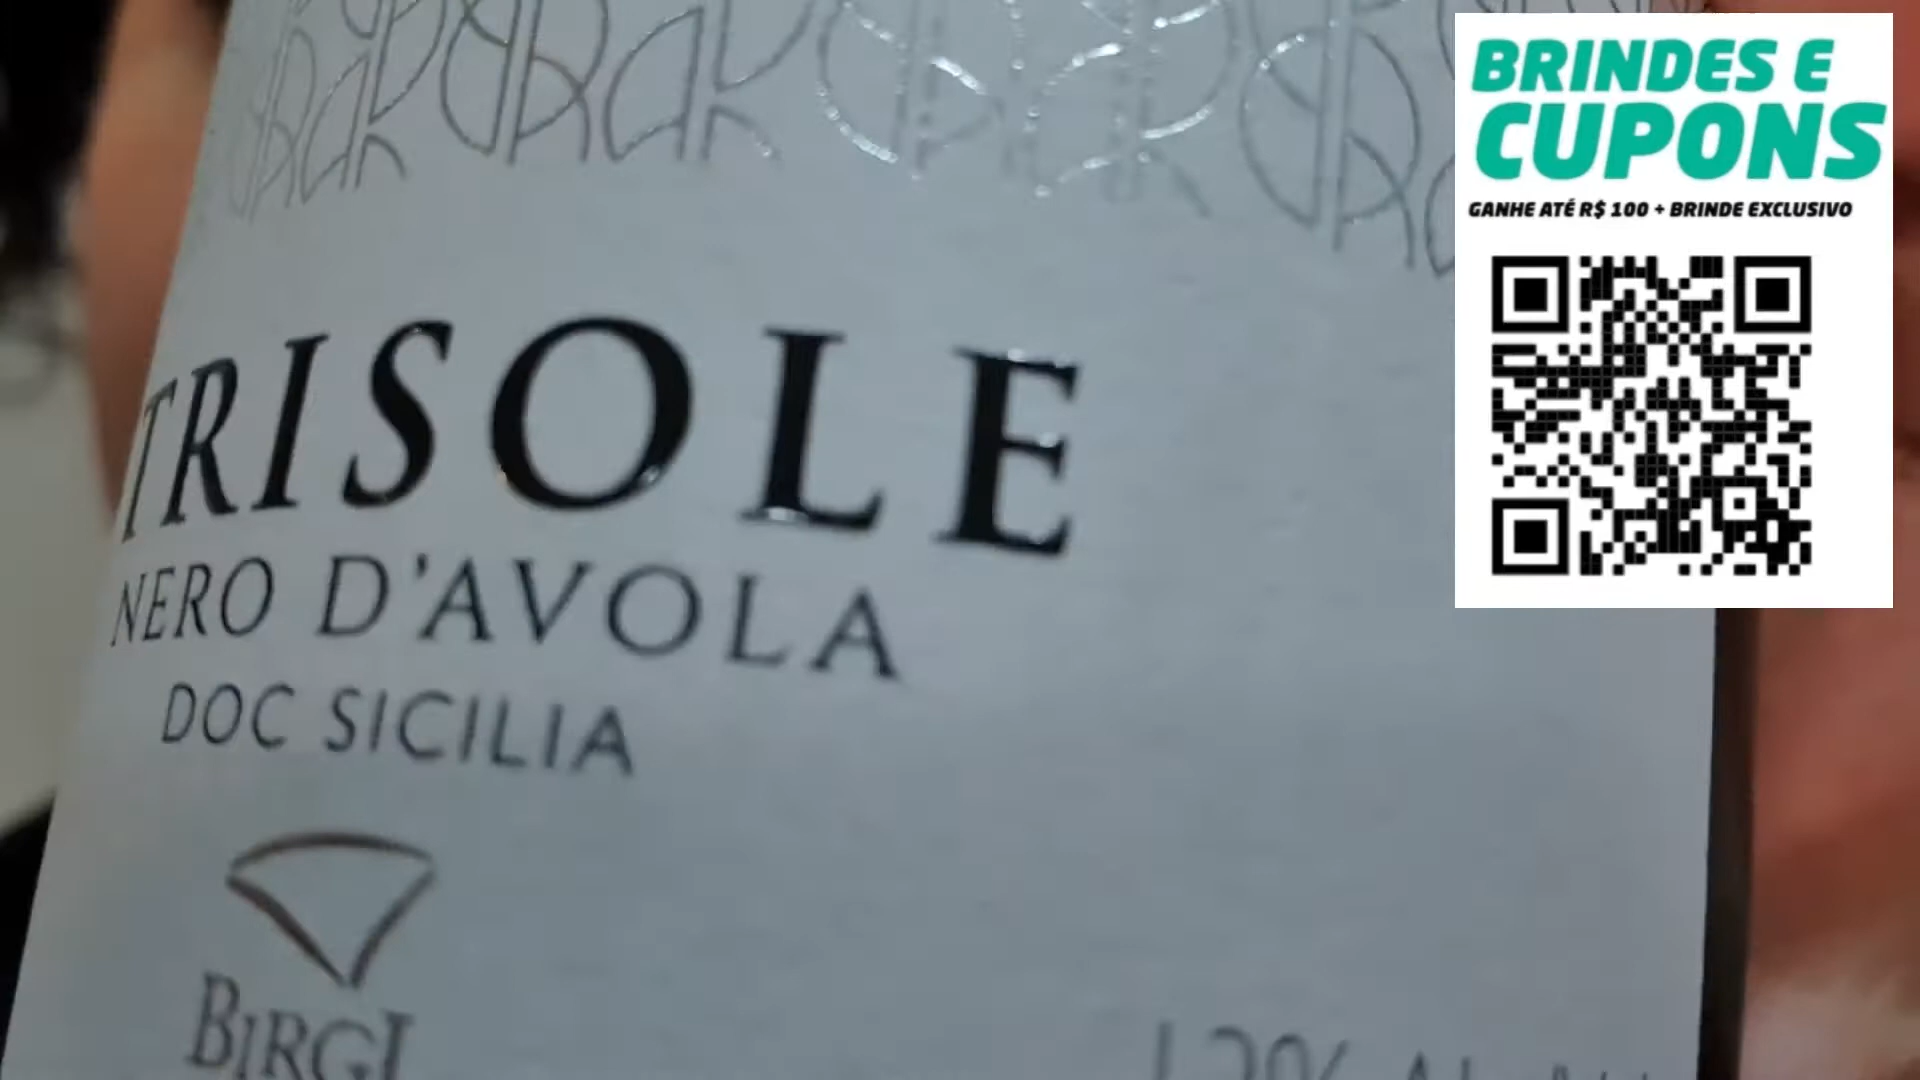 BRINDES E
CUPONS
GANHE ATÉ R$ 100 + BRINDE EXCLUSIVO
TRISOLE
NERO D'AVOLA
DOC SICILIA
BIRGI